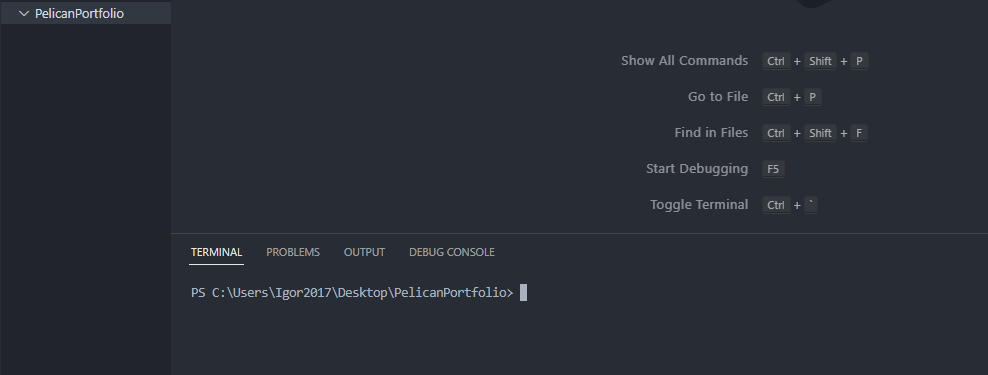 PelicanPortfolio
Show All Commands Ctrl + Shift + P
Go to File Ctrl + P
Find in Files Ctrl + Shift + F
Start Debugging F5
Toggle Terminal Ctrl + `
TERMINAL PROBLEMS OUTPUT DEBUG CONSOLE
PS C:\Users\Igor2017\Desktop\PelicanPortfolio>